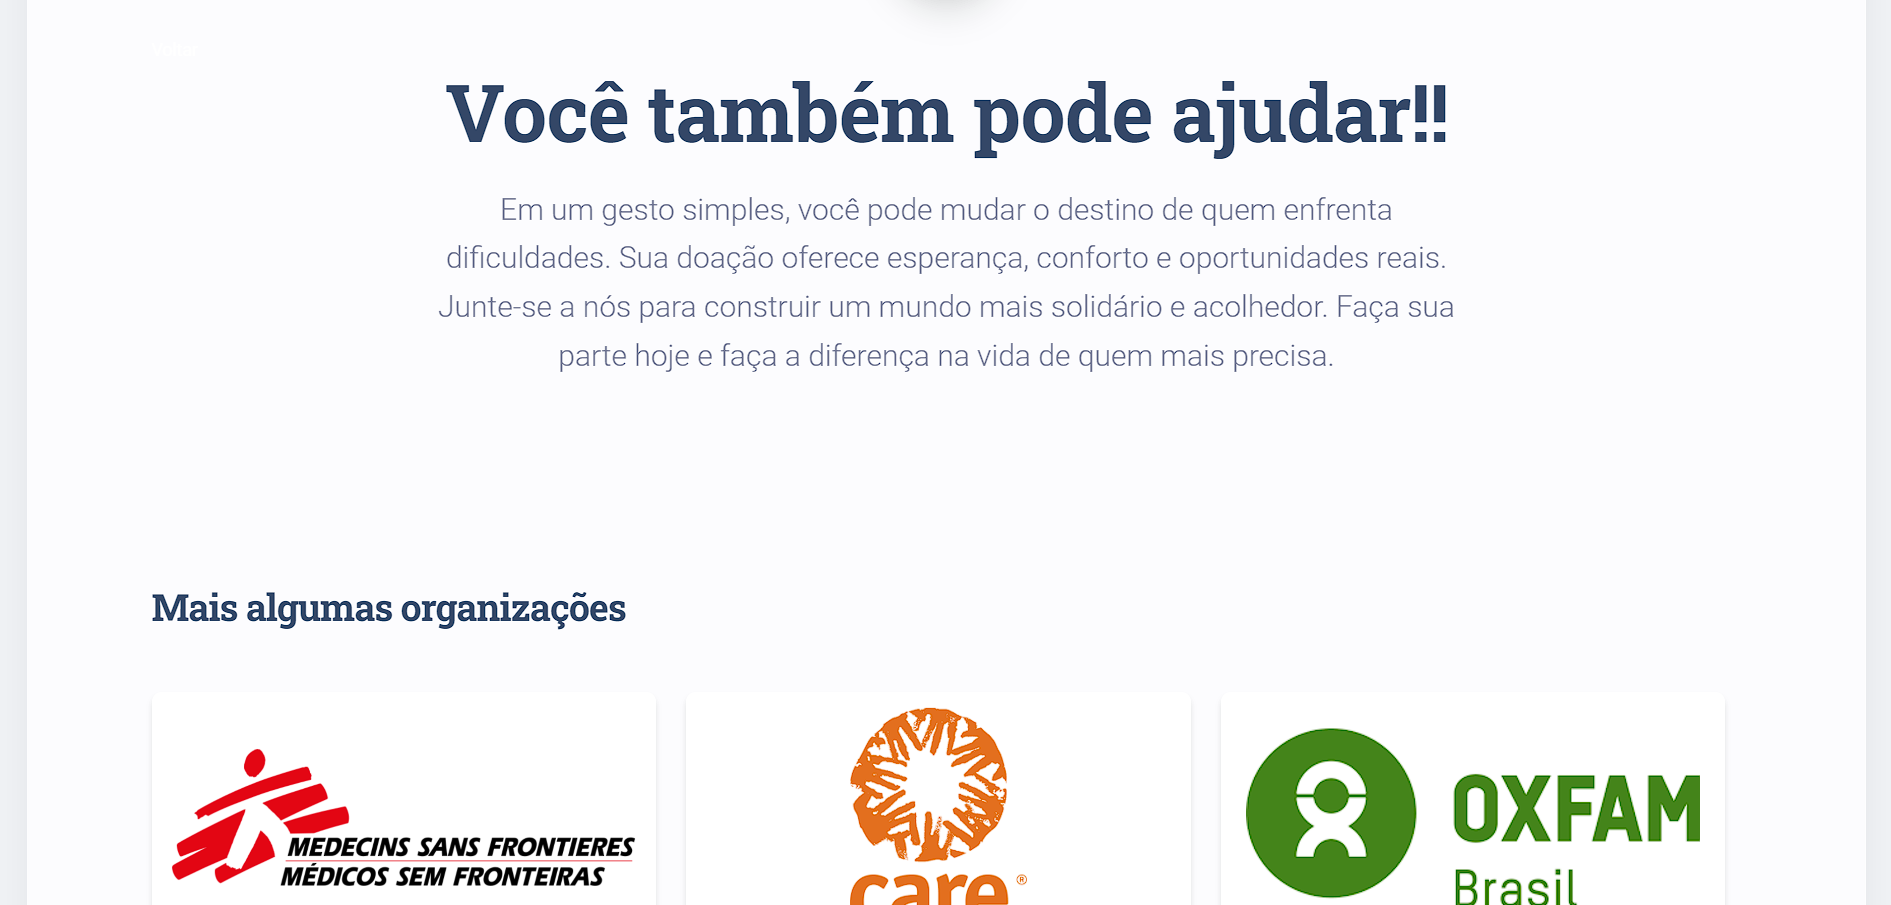 Você também pode ajudar!!
Em um gesto simples, você pode mudar o destino de quem enfrenta
dificuldades. Sua doação oferece esperança, conforto e oportunidades reais.
Junte-se a nós para construir um mundo mais solidário e acolhedor. Faça sua
parte hoje e faça a diferença na vida de quem mais precisa.
Mais algumas organizações
MEDECINS SANS FRONTIERES
MÉDICOS SEM FRONTEIRAS
care®
OXFAM
Brasil